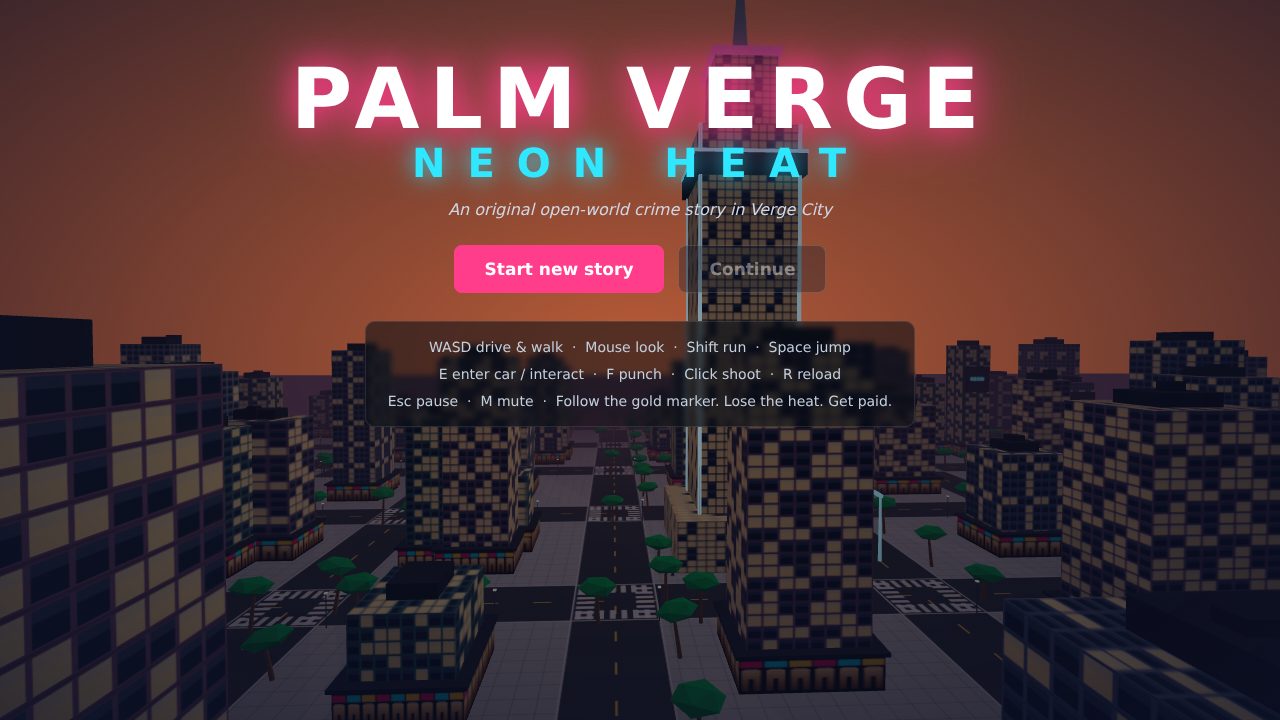 PALM VERGE
NEON HEAT
An original open-world crime story in Verge City
Start new story
Continue
WASD drive & walk · Mouse look · Shift run · Space jump
E enter car / interact · F punch · Click shoot · R reload
Esc pause · M mute · Follow the gold marker. Lose the heat. Get paid.